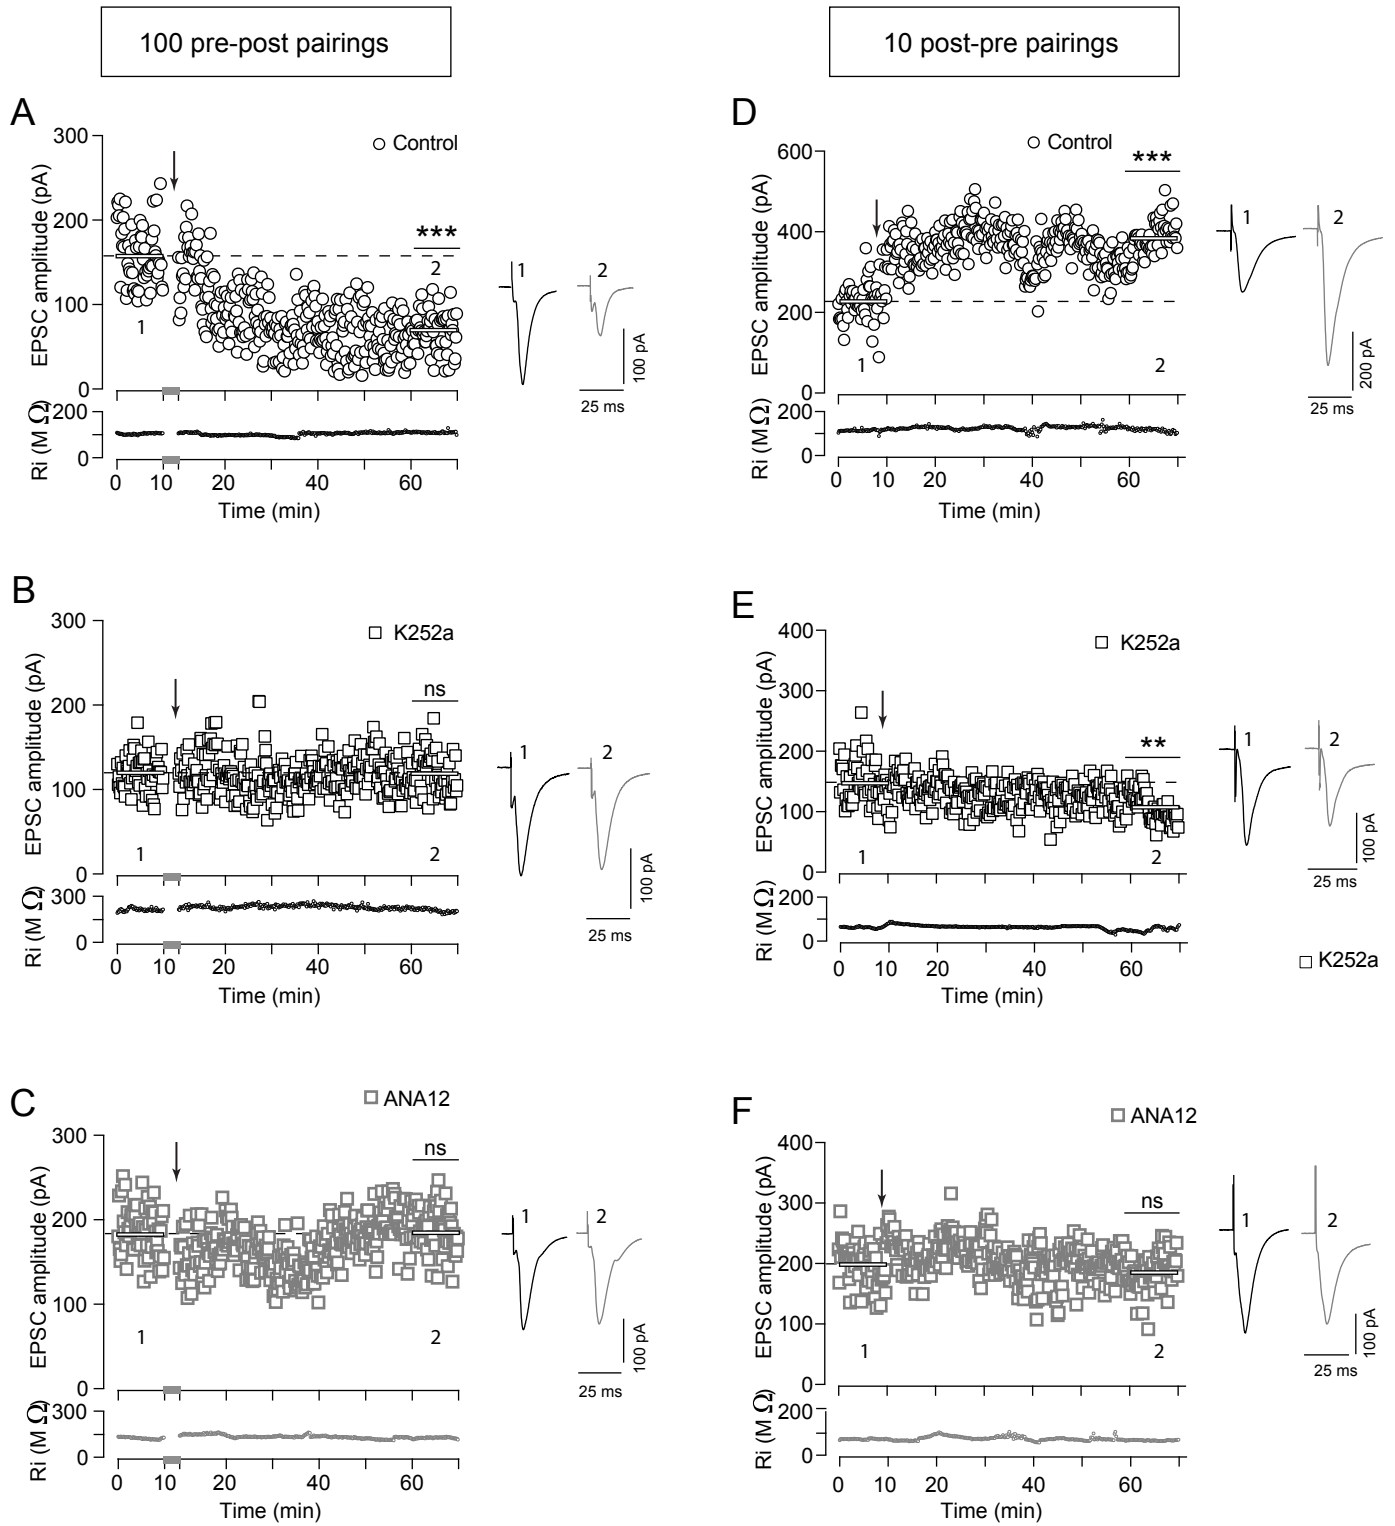 100 pre-post pairings
10 post-pre pairings
A
Control
EPSC amplitude (pA)
300
200
100
0
***
1
2
Ri (M Ω)
200
0
0 10 20 40 60
Time (min)
1 2
100 pA
25 ms
B
K252a
EPSC amplitude (pA)
300
200
100
0
ns
1
2
Ri (M Ω)
300
0
0 10 20 40 60
Time (min)
1 2
100 pA
25 ms
C
ANA12
EPSC amplitude (pA)
300
200
100
0
ns
1
2
Ri (M Ω)
300
0
0 10 20 40 60
Time (min)
1 2
100 pA
25 ms
D
Control
EPSC amplitude (pA)
600
400
200
0
***
1
2
Ri (M Ω)
200
0
0 10 20 40 60
Time (min)
1 2
200 pA
25 ms
E
K252a
EPSC amplitude (pA)
400
300
200
100
0
**
1
2
Ri (M Ω)
200
0
0 10 20 40 60
Time (min)
1 2
100 pA
25 ms
K252a
F
ANA12
EPSC amplitude (pA)
400
300
200
100
0
ns
1
2
Ri (M Ω)
200
0
0 10 20 40 60
Time (min)
1 2
100 pA
25 ms